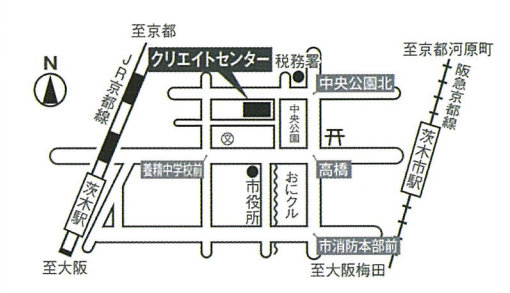 至京都
N
JR京都線
クリエイトセンター
税務署
中央公園北
至京都河原町
阪急京都線
中央公園
文
養精中学校前
高橋
茨木駅
市役所
おにクル
茨木市駅
市消防本部前
至大阪
至大阪梅田